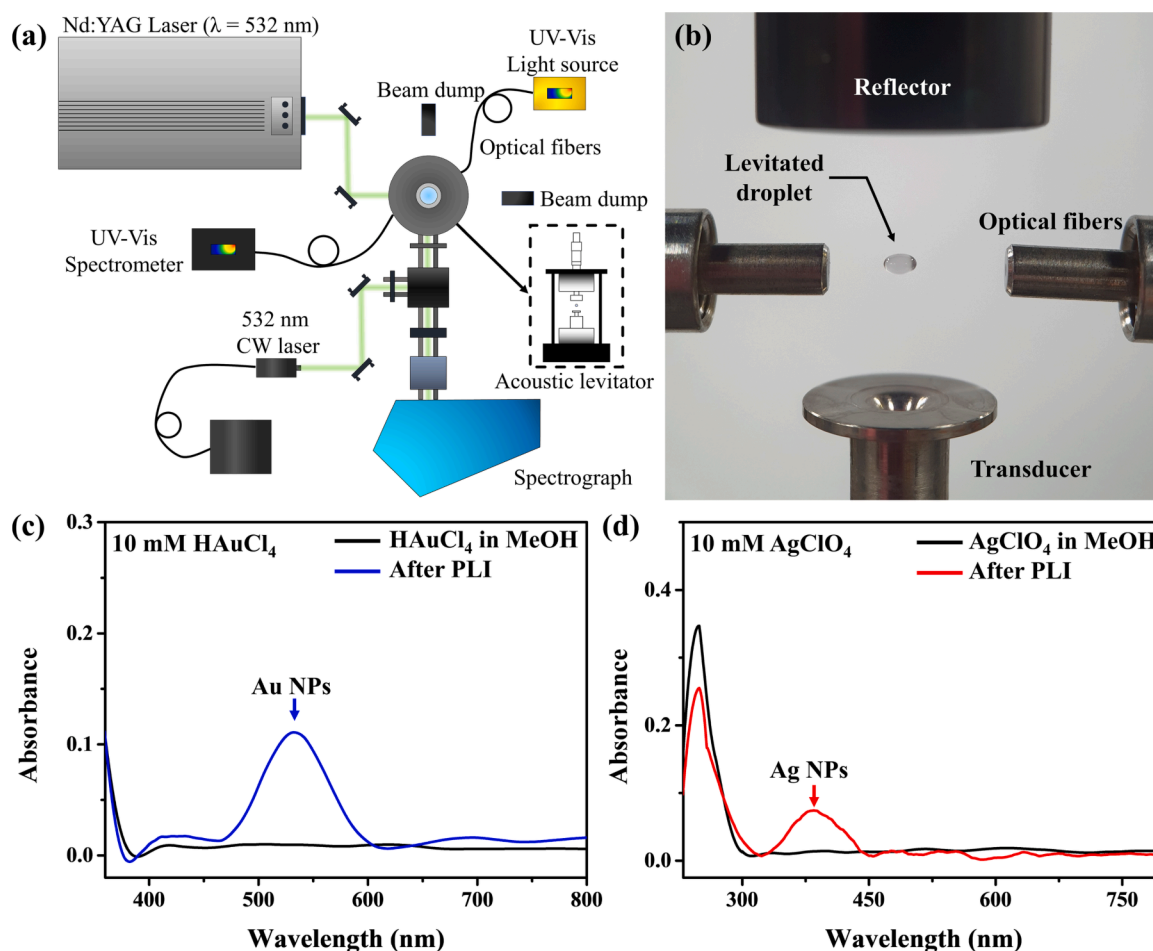 (a)
Nd:YAG Laser (λ = 532 nm)
UV-Vis
Light source
Beam dump
Optical fibers
Beam dump
UV-Vis
Spectrometer
532 nm
CW laser
Acoustic levitator
Spectrograph
(b)
Reflector
Levitated
droplet
Optical fibers
Transducer
(c)
10 mM HAuCl₄
HAuCl₄ in MeOH
After PLI
Au NPs
0.3
0.2
0.1
0.0
Absorbance
400 500 600 700 800
Wavelength (nm)
(d)
10 mM AgClO₄
AgClO₄ in MeOH
After PLI
Ag NPs
0.4
0.2
0.0
Absorbance
300 450 600 750
Wavelength (nm)